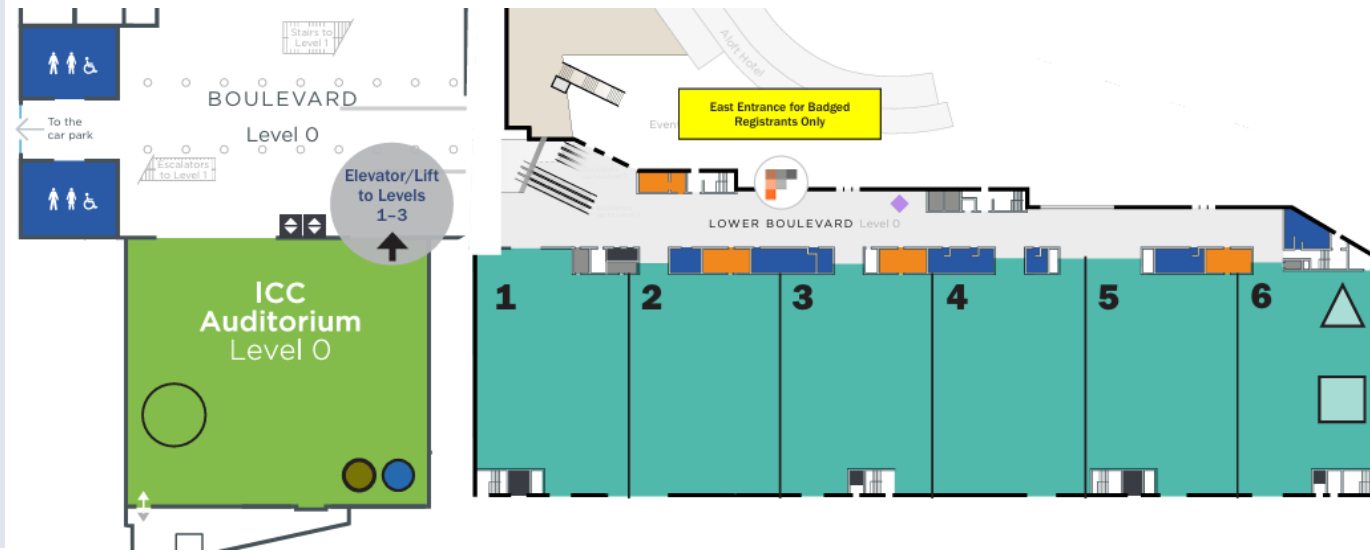 Stairs to
Level 1
BOULEVARD
Level 0
To the
car park
Escalators
to Level 1
Elevator/Lift
to Levels
1–3
ICC
Auditorium
Level 0
Aloft Hotel
East Entrance for Badged
Registrants Only
Event
LOWER BOULEVARD Level 0
1
2
3
4
5
6